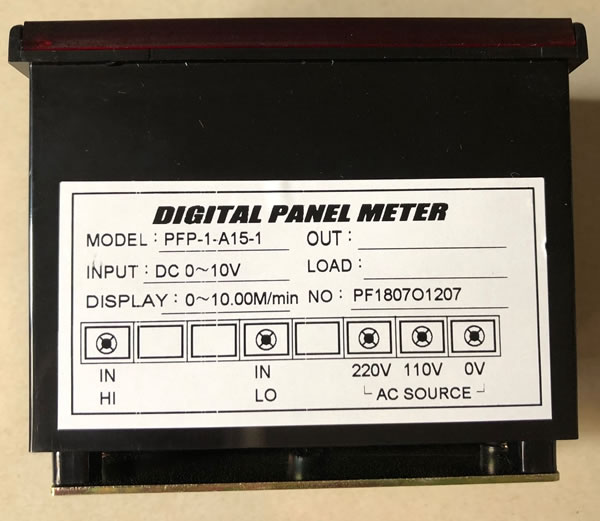 DIGITAL PANEL METER
MODEL : PFP-1-A15-1 OUT :
INPUT : DC 0～10V LOAD :
DISPLAY : 0～10.00M/min NO : PF1807O1207
IN IN 220V 110V 0V
HI LO AC SOURCE